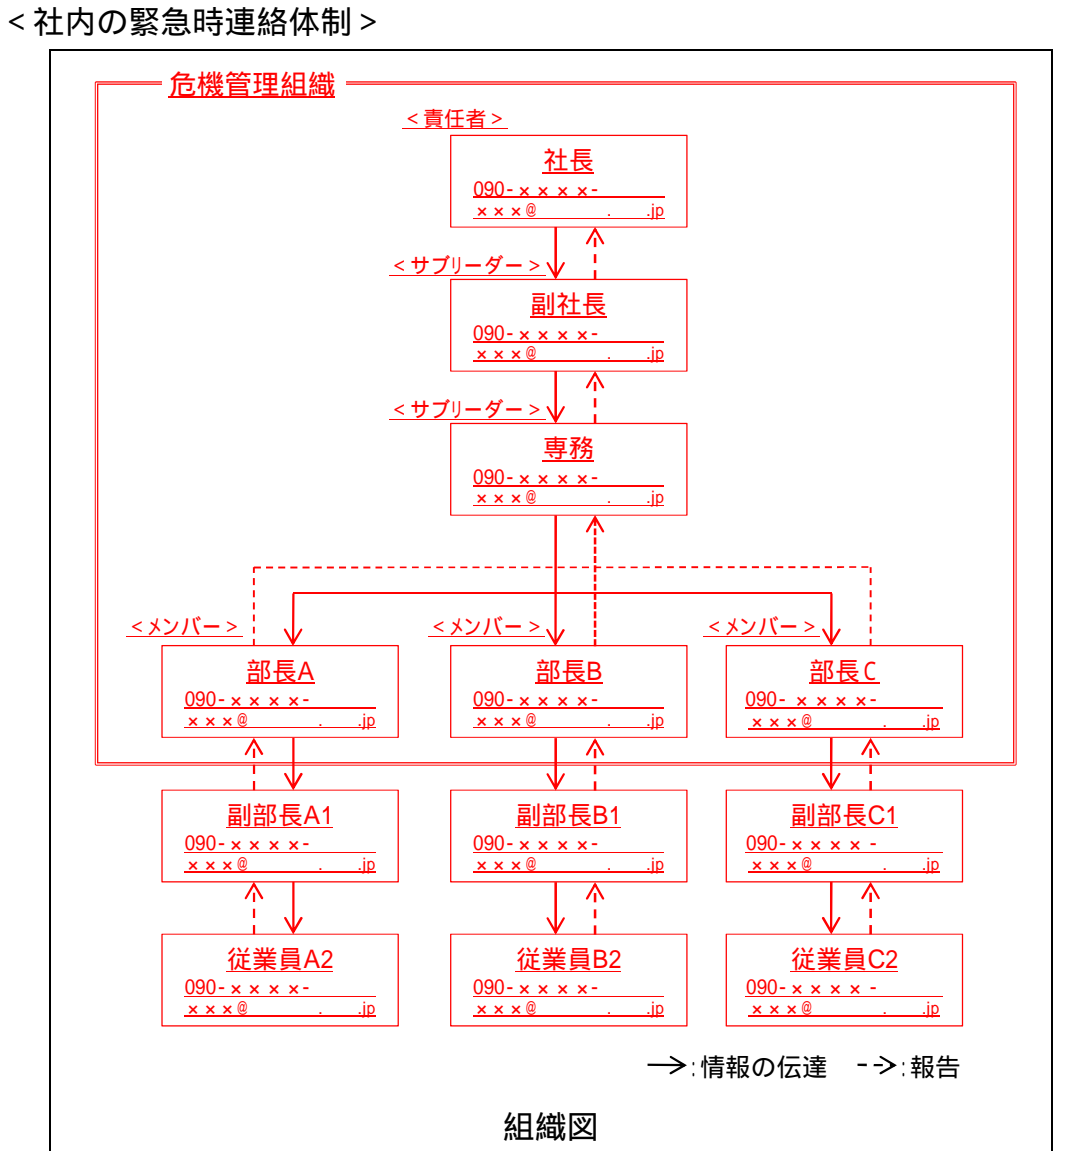 <社内の緊急時連絡体制>
危機管理組織
<責任者>
社長
090-××××-
×××@ . .jp
<サブリーダー>
副社長
090-××××-
×××@ . .jp
<サブリーダー>
専務
090-××××-
×××@ . .jp
<メンバー> <メンバー> <メンバー>
部長A 部長B 部長C
090-××××- 090-××××- 090-××××-
×××@ . .jp ×××@ . .jp ×××@ . .jp
副部長A1 副部長B1 副部長C1
090-××××- 090-××××- 090-××××-
×××@ . .jp ×××@ . .jp ×××@ . .jp
従業員A2 従業員B2 従業員C2
090-××××- 090-××××- 090-××××-
×××@ . .jp ×××@ . .jp ×××@ . .jp
→:情報の伝達 -->:報告
組織図